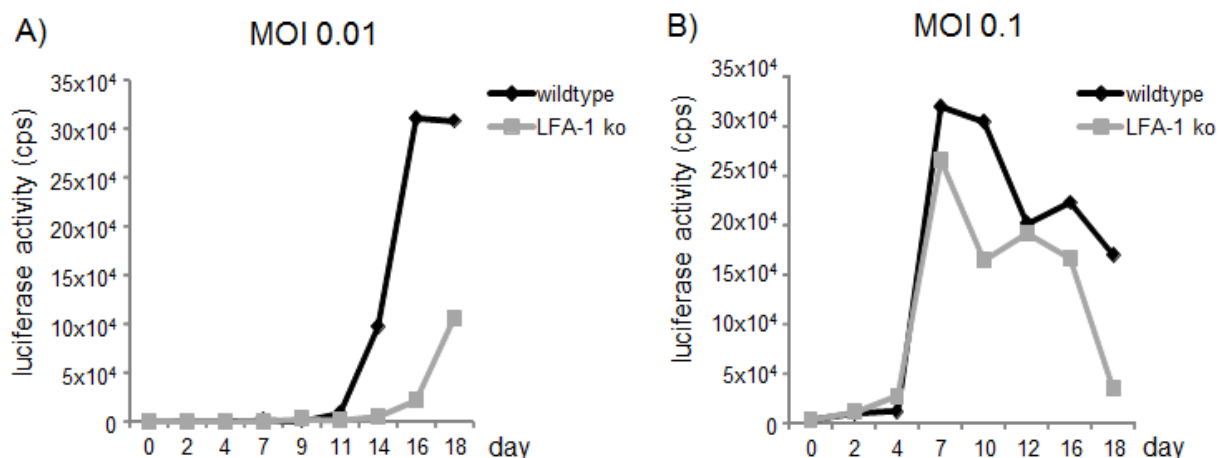 A)
MOI 0.01
35x10⁴
30x10⁴
25x10⁴
20x10⁴
15x10⁴
10x10⁴
5x10⁴
0
luciferase activity (cps)
0 2 4 7 9 11 14 16 18 day
wildtype
LFA-1 ko
B)
MOI 0.1
35x10⁴
30x10⁴
25x10⁴
20x10⁴
15x10⁴
10x10⁴
5x10⁴
0
luciferase activity (cps)
0 2 4 7 10 12 16 18 day
wildtype
LFA-1 ko